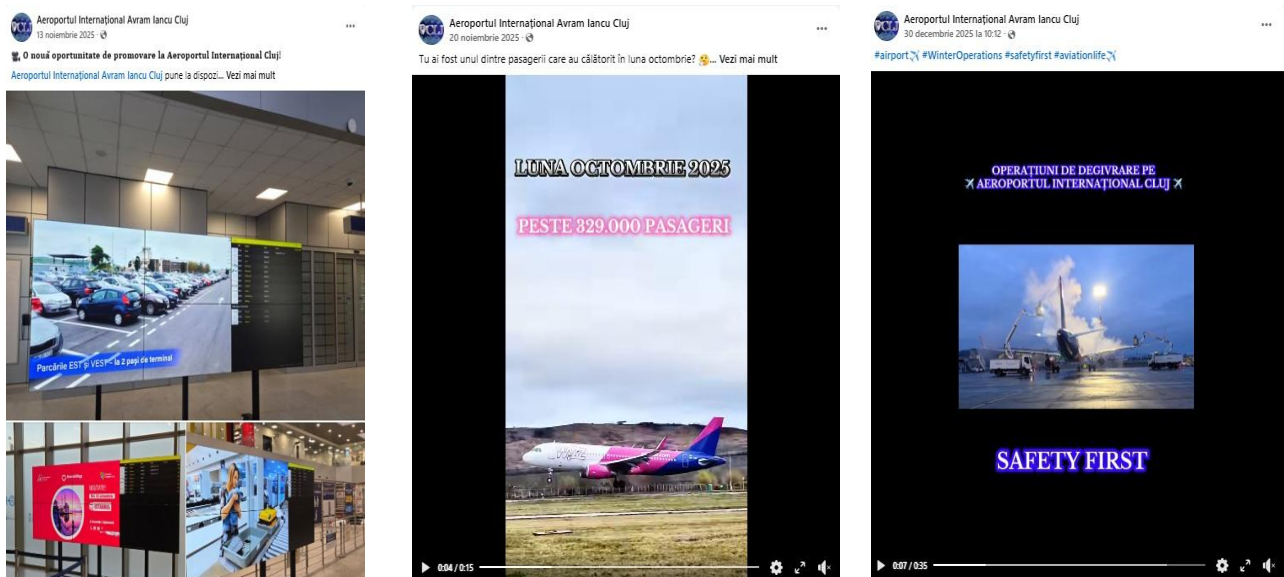 Aeroportul Internațional Avram Iancu Cluj
13 noiembrie 2025
O nouă oportunitate de promovare la Aeroportul Internațional Cluj!
Aeroportul Internațional Avram Iancu Cluj pune la dispozi... Vezi mai mult
Parcările EST și VEST - la 2 pași de terminal
Aeroportul Internațional Avram Iancu Cluj
20 noiembrie 2025
Tu ai fost unul dintre pasagerii care au călătorit în luna octombrie? 🤔... Vezi mai mult
LUNA OCTOMBRIE 2025
PESTE 329.000 PASAGERI
0:04 / 0:15
Aeroportul Internațional Avram Iancu Cluj
30 decembrie 2025 la 10:12
#airport✈ #WinterOperations #safetyfirst #aviationlife✈
OPERAȚIUNI DE DEGIVRARE PE
✈ AEROPORTUL INTERNAȚIONAL CLUJ ✈
SAFETY FIRST
0:07 / 0:35